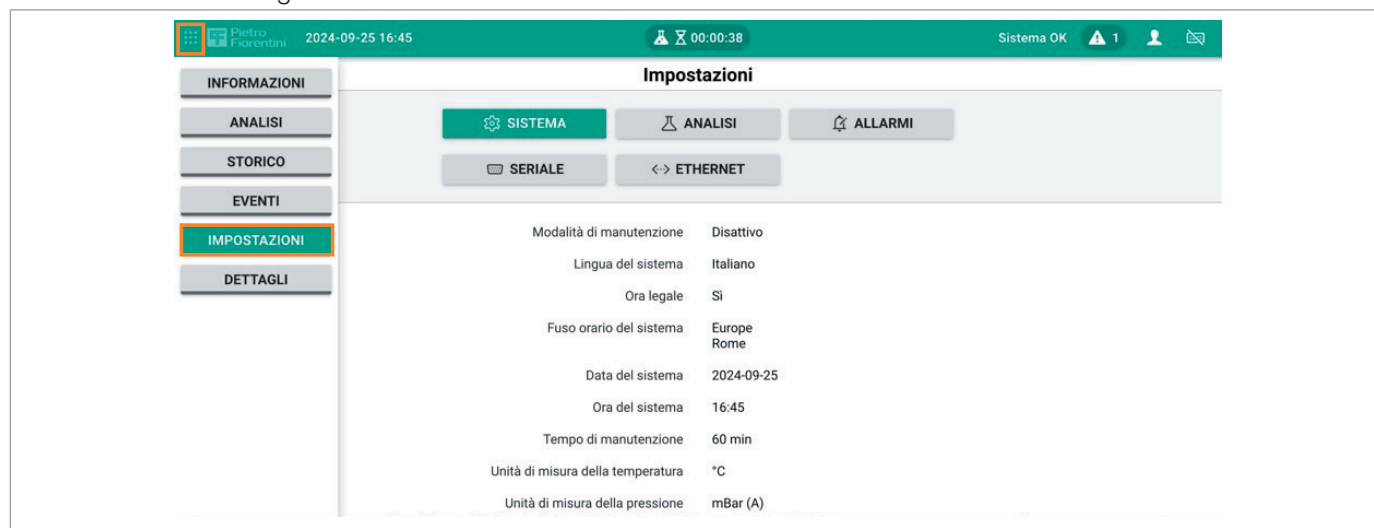 Pietro
Fiorentini
2024-09-25 16:45
00:00:38
Sistema OK
1
INFORMAZIONI
ANALISI
STORICO
EVENTI
IMPOSTAZIONI
DETTAGLI
Impostazioni
SISTEMA
ANALISI
ALLARMI
SERIALE
ETHERNET
Modalità di manutenzione Disattivo
Lingua del sistema Italiano
Ora legale Sì
Fuso orario del sistema Europe
Rome
Data del sistema 2024-09-25
Ora del sistema 16:45
Tempo di manutenzione 60 min
Unità di misura della temperatura °C
Unità di misura della pressione mBar (A)